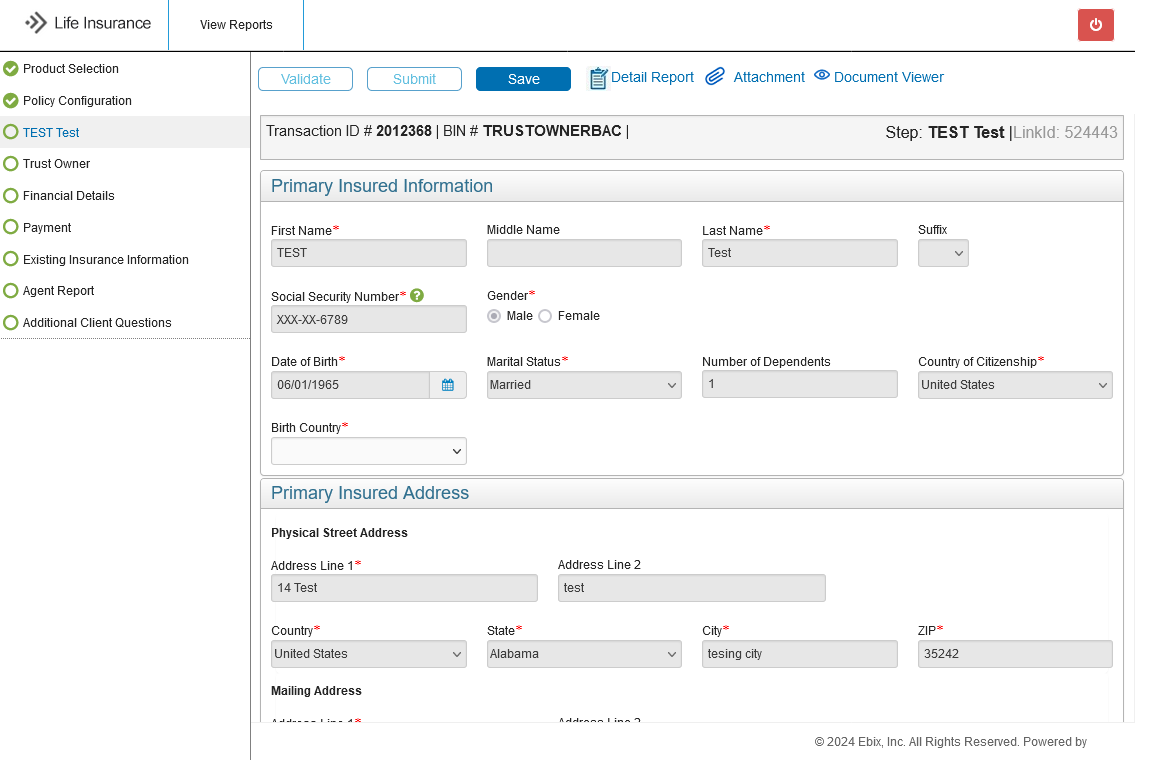 Life Insurance
View Reports
Product Selection
Policy Configuration
TEST Test
Trust Owner
Financial Details
Payment
Existing Insurance Information
Agent Report
Additional Client Questions
Validate Submit Save Detail Report Attachment Document Viewer
Transaction ID # 2012368 | BIN # TRUSTOWNERBAC | Step: TEST Test |LinkId: 524443
Primary Insured Information
First Name* Middle Name Last Name* Suffix
TEST Test
Social Security Number* ? Gender*
XXX-XX-6789 Male Female
Date of Birth* Marital Status* Number of Dependents Country of Citizenship*
06/01/1965 Married 1 United States
Birth Country*
Primary Insured Address
Physical Street Address
Address Line 1* Address Line 2
14 Test test
Country* State* City* ZIP*
United States Alabama tesing city 35242
Mailing Address
Address Line 1* Address Line 2
© 2024 Ebix, Inc. All Rights Reserved. Powered by